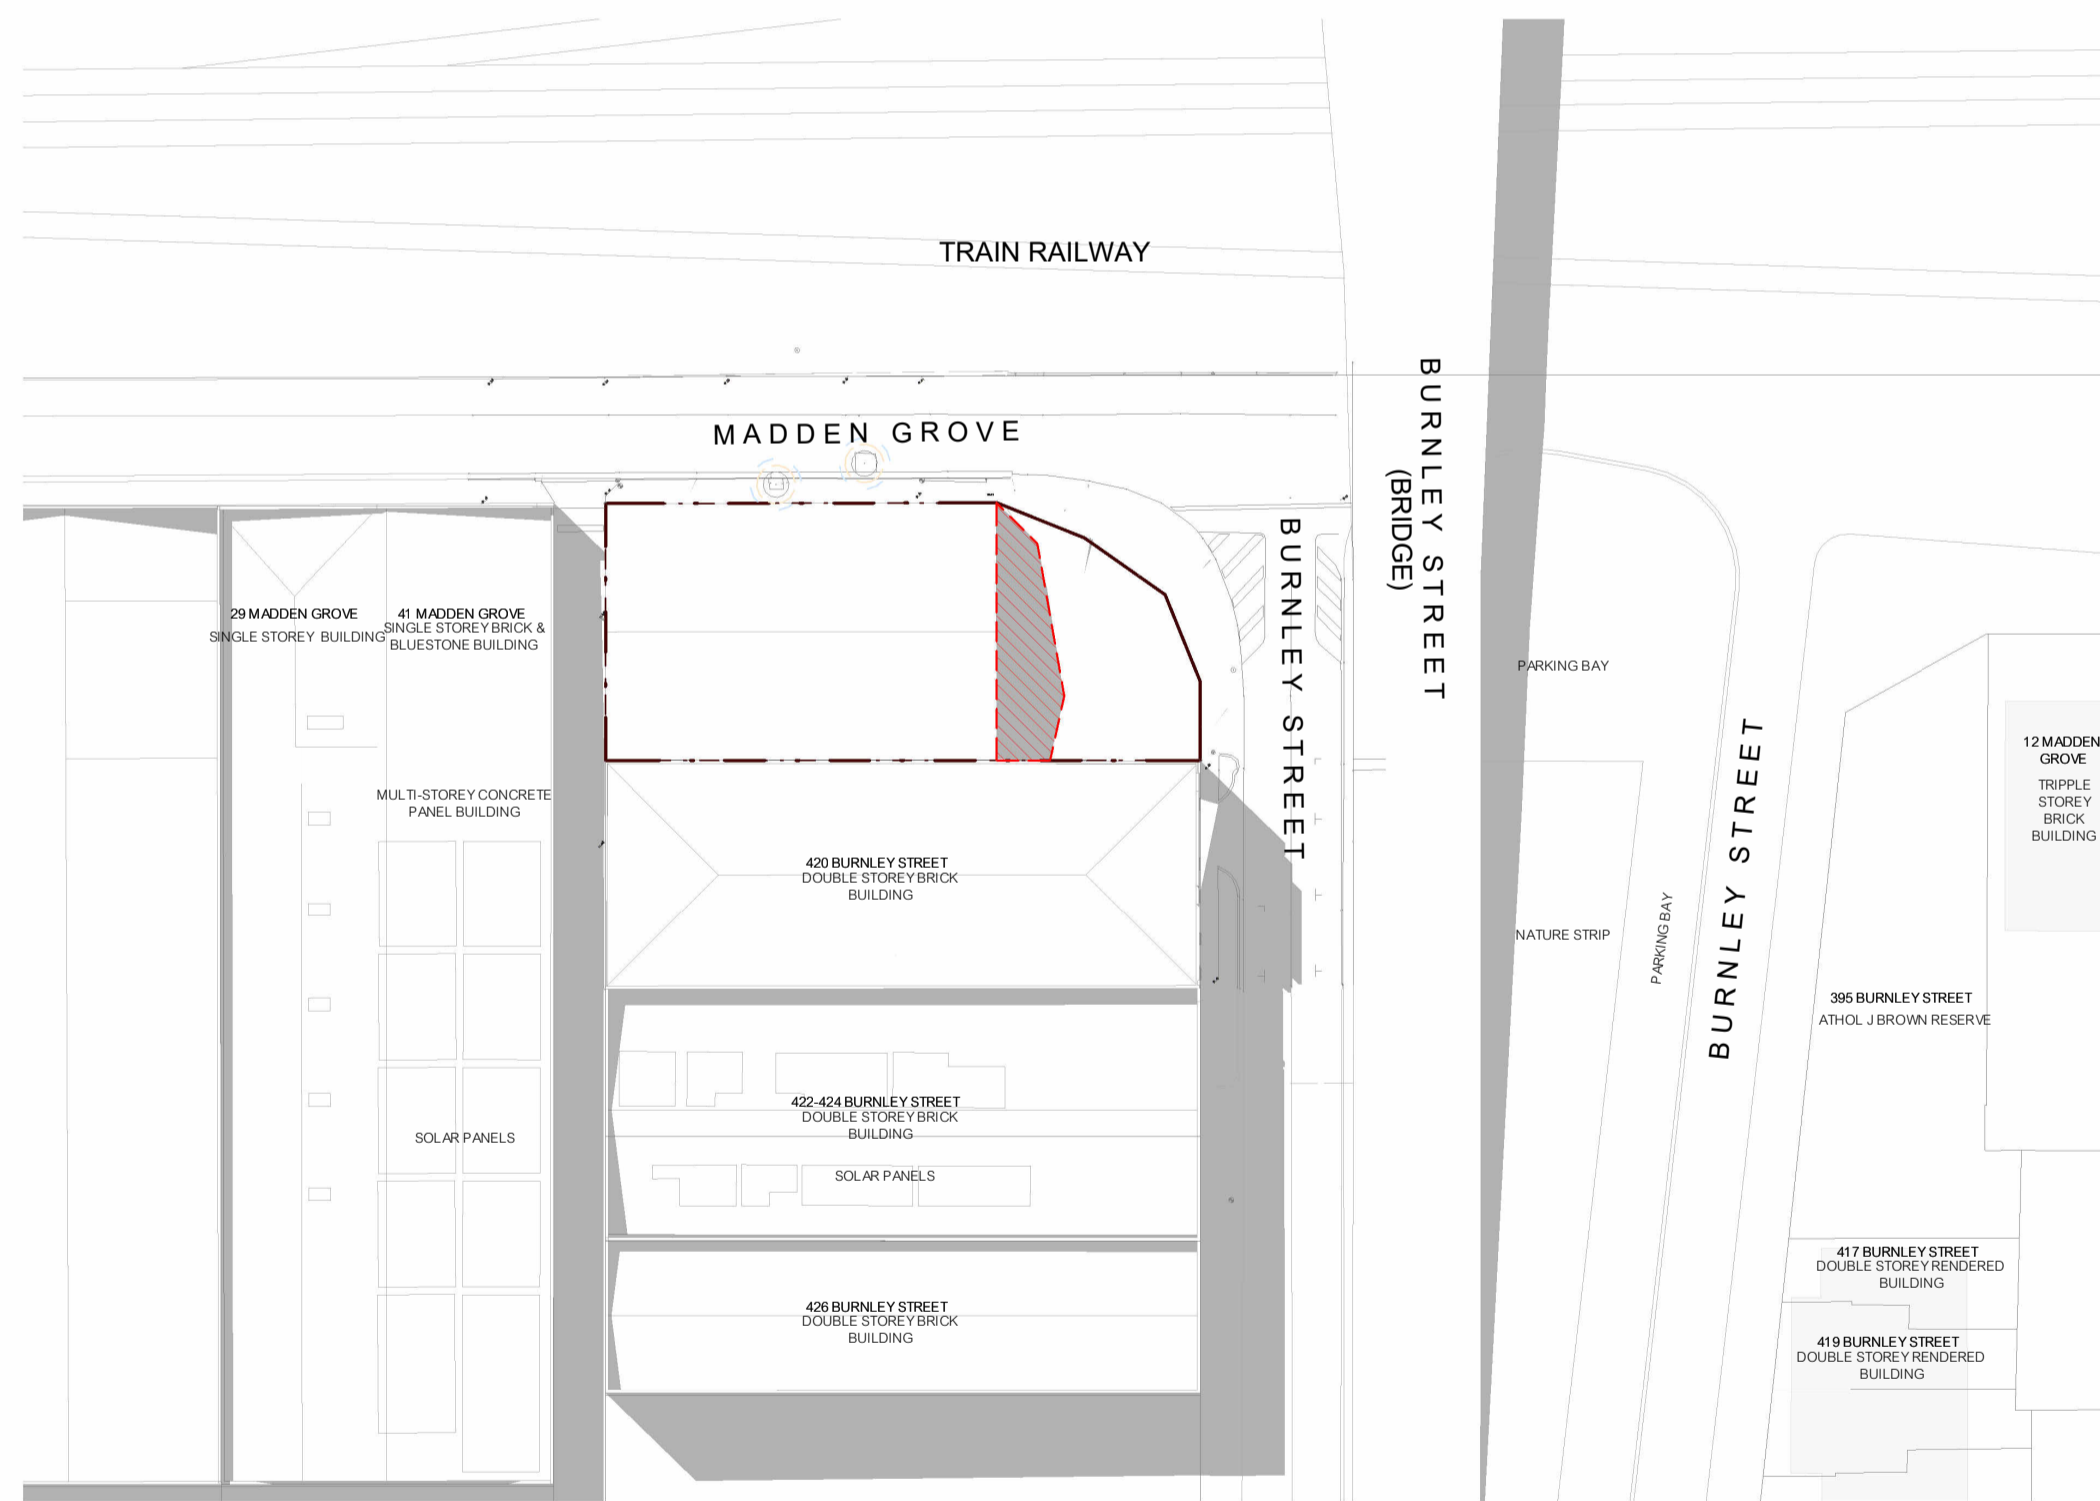 TRAIN RAILWAY
MADDEN GROVE
BURNLEY STREET
(BRIDGE)
BURNLEY STREET
29 MADDEN GROVE
SINGLE STOREY BUILDING
41 MADDEN GROVE
SINGLE STOREY BRICK &
BLUESTONE BUILDING
MULTI-STOREY CONCRETE
PANEL BUILDING
SOLAR PANELS
420 BURNLEY STREET
DOUBLE STOREY BRICK
BUILDING
422-424 BURNLEY STREET
DOUBLE STOREY BRICK
BUILDING
SOLAR PANELS
426 BURNLEY STREET
DOUBLE STOREY BRICK
BUILDING
PARKING BAY
NATURE STRIP
PARKING BAY
BURNLEY STREET
12 MADDEN
GROVE
TRIPPLE
STOREY
BRICK
BUILDING
395 BURNLEY STREET
ATHOL J BROWN RESERVE
417 BURNLEY STREET
DOUBLE STOREY RENDERED
BUILDING
419 BURNLEY STREET
DOUBLE STOREY RENDERED
BUILDING